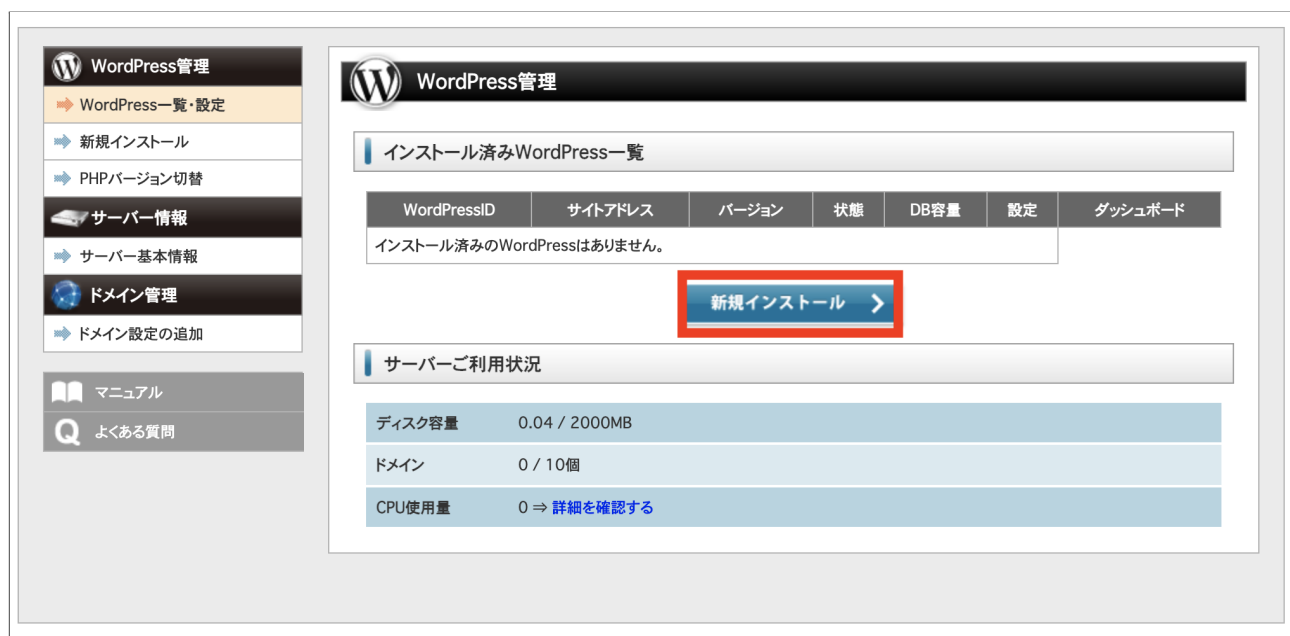 WordPress管理
WordPress一覧・設定
新規インストール
PHPバージョン切替
サーバー情報
サーバー基本情報
ドメイン管理
ドメイン設定の追加
マニュアル
よくある質問
WordPress管理
インストール済みWordPress一覧
WordPressID サイトアドレス バージョン 状態 DB容量 設定 ダッシュボード
インストール済みのWordPressはありません。
新規インストール
サーバーご利用状況
ディスク容量 0.04 / 2000MB
ドメイン 0 / 10個
CPU使用量 0 ⇒ 詳細を確認する